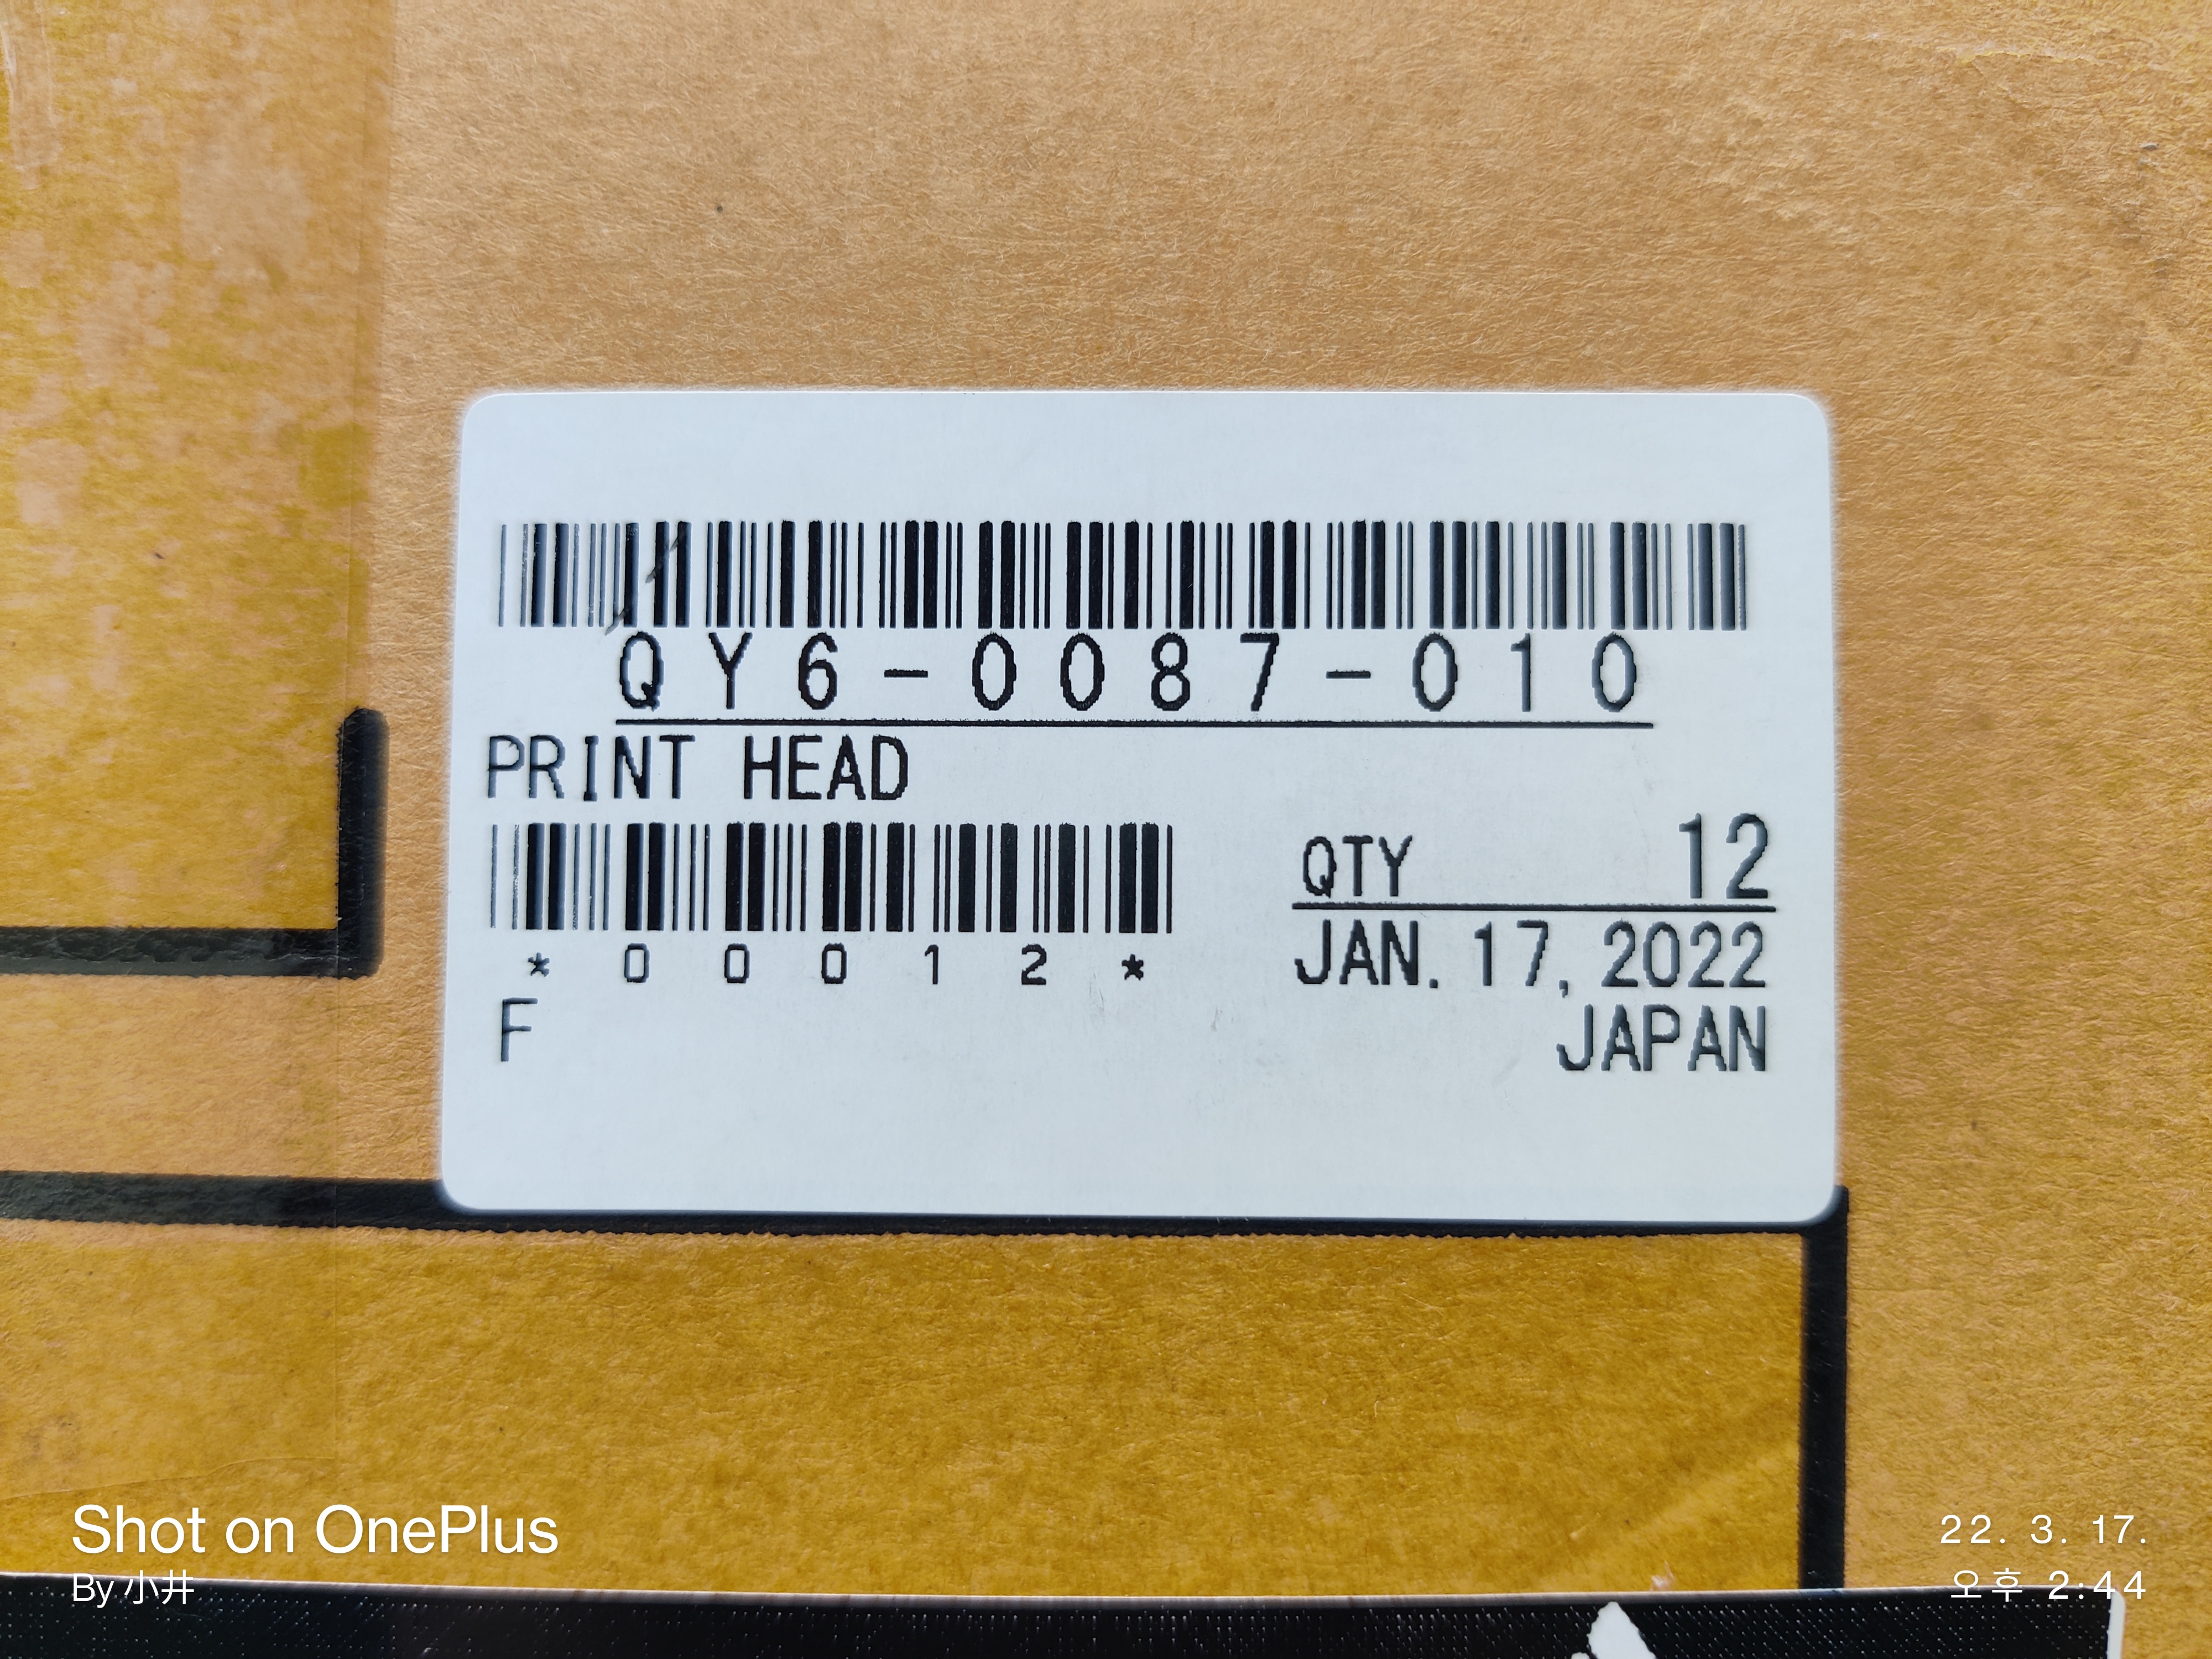 QY6-0087-010
PRINT HEAD
QTY 12
*00012*
JAN. 17, 2022
F
JAPAN
Shot on OnePlus
By 小井
22. 3. 17.
오후 2:44